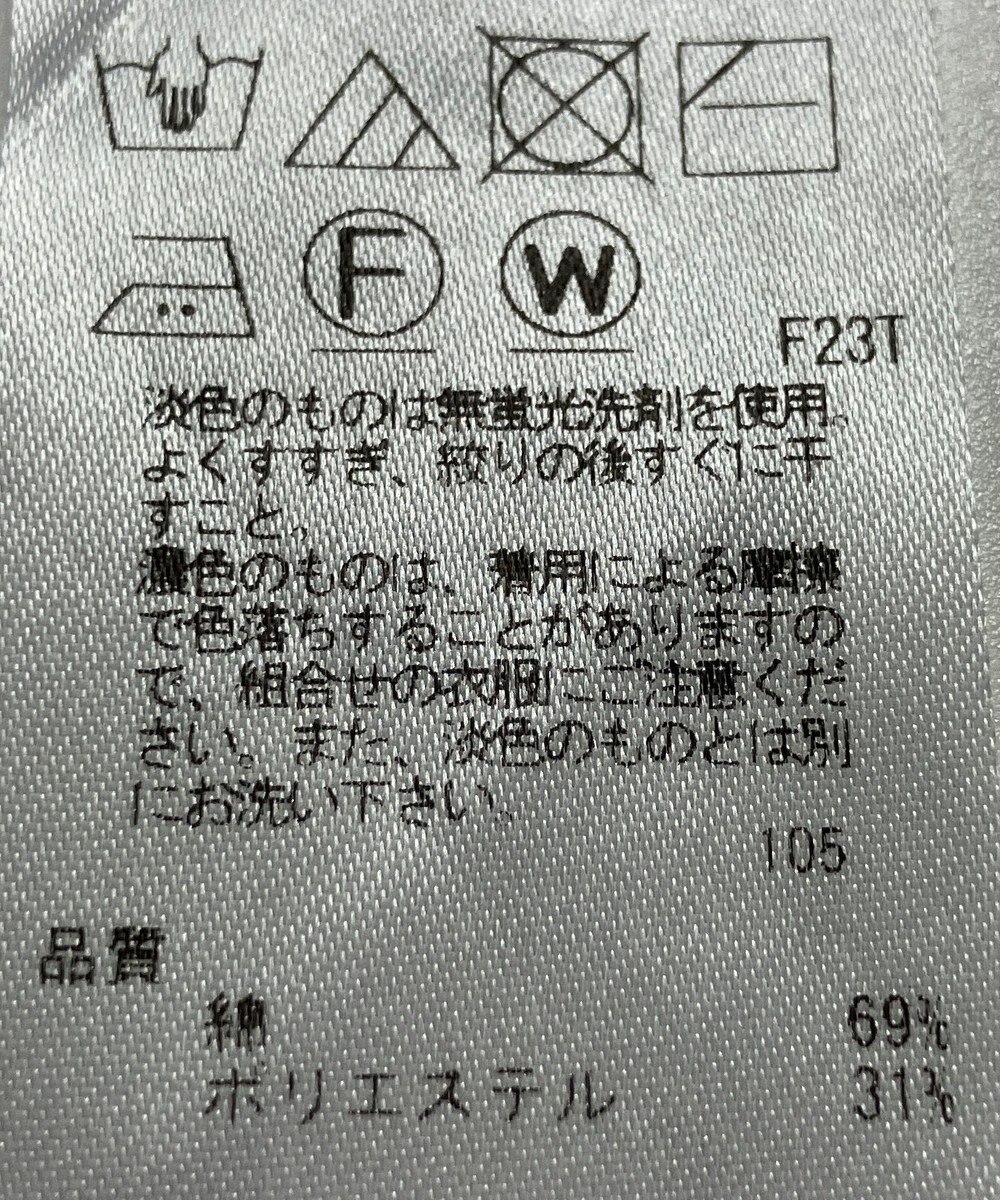 F W
F23T
淡色のものは無蛍光洗剤を使用。
よくすすぎ、絞りの後すぐに干
すこと。
濃色のものは、着用による摩擦
で色落ちすることがありますの
で、組合せの衣服にご注意くだ
さい。また、淡色のものとは別
にお洗い下さい。
105
品質
綿 69%
ポリエステル 31%